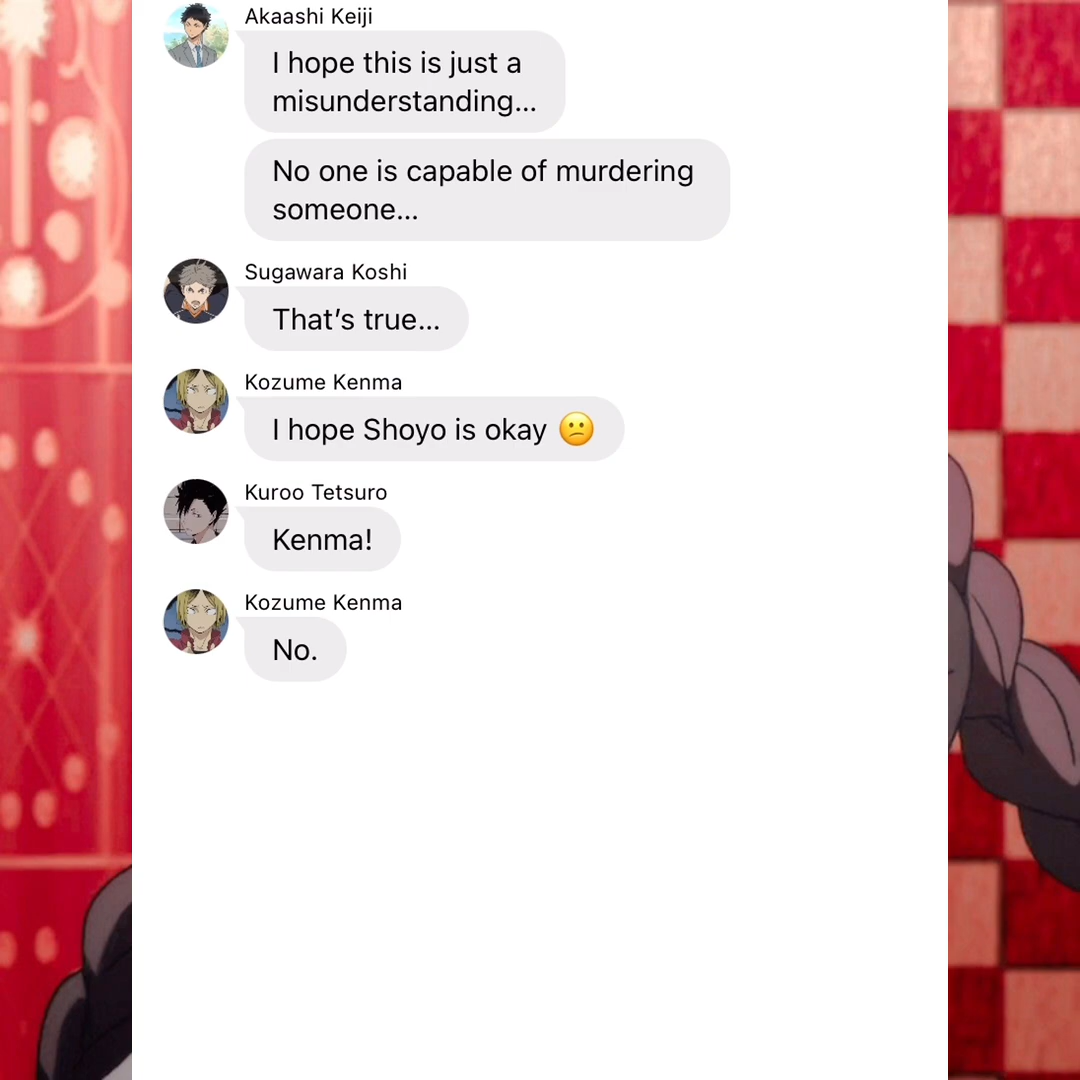 Akaashi Keiji
I hope this is just a
misunderstanding...
No one is capable of murdering
someone...
Sugawara Koshi
That’s true...
Kozume Kenma
I hope Shoyo is okay 😕
Kuroo Tetsuro
Kenma!
Kozume Kenma
No.